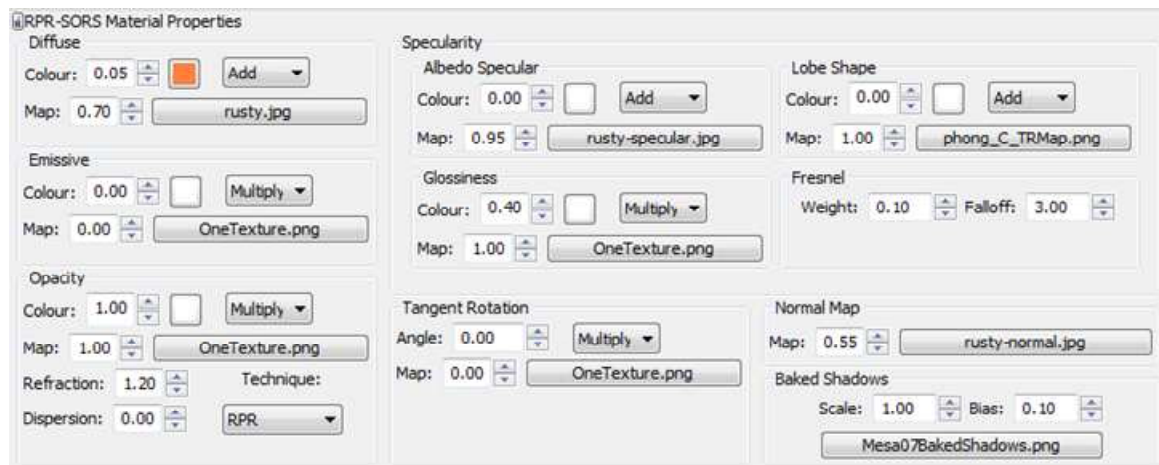 RPR-SORS Material Properties
Diffuse
Colour: 0.05 Add
Map: 0.70 rusty.jpg
Emissive
Colour: 0.00 Multiply
Map: 0.00 OneTexture.png
Opacity
Colour: 1.00 Multiply
Map: 1.00 OneTexture.png
Refraction: 1.20 Technique:
Dispersion: 0.00 RPR
Specularity
Albedo Specular
Colour: 0.00 Add
Map: 0.95 rusty-specular.jpg
Lobe Shape
Colour: 0.00 Add
Map: 1.00 phong_C_TRMap.png
Glossiness
Colour: 0.40 Multiply
Map: 1.00 OneTexture.png
Fresnel
Weight: 0.10 Falloff: 3.00
Tangent Rotation
Angle: 0.00 Multiply
Map: 0.00 OneTexture.png
Normal Map
Map: 0.55 rusty-normal.jpg
Baked Shadows
Scale: 1.00 Bias: 0.10
Mesa07BakedShadows.png